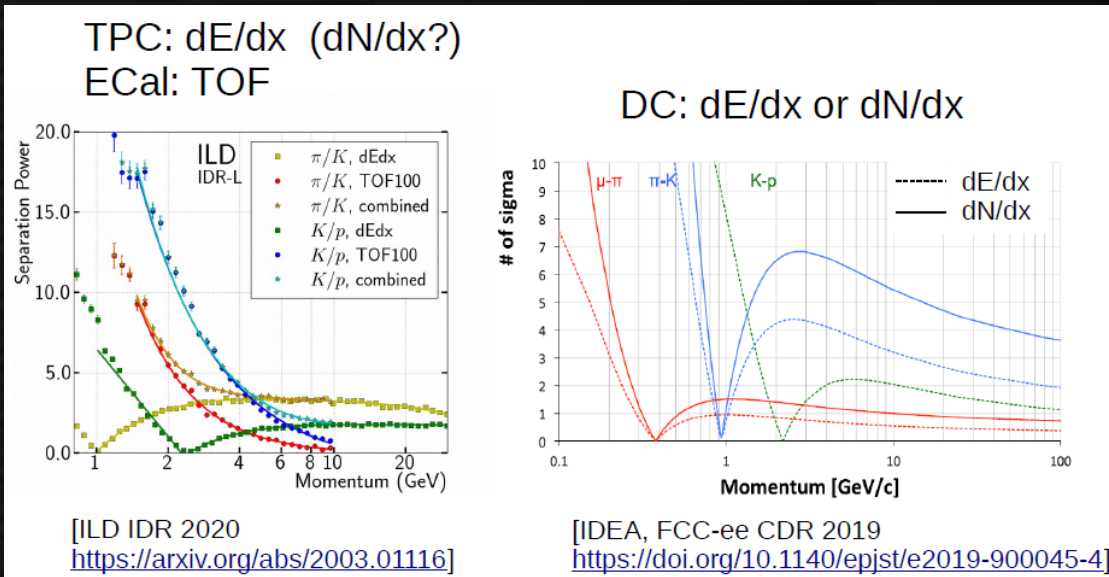 TPC: dE/dx (dN/dx?)
ECal: TOF
DC: dE/dx or dN/dx
Separation Power
20.0
15.0
10.0
5.0
0.0
ILD
IDR-L
π/K, dEdx
π/K, TOF100
π/K, combined
K/p, dEdx
K/p, TOF100
K/p, combined
1 2 4 6 8 10 20
Momentum (GeV)
# of sigma
10
9
8
7
6
5
4
3
2
1
0
μ-π π-K K-p
dE/dx
dN/dx
0.1 1 10 100
Momentum [GeV/c]
[ILD IDR 2020
https://arxiv.org/abs/2003.01116]
[IDEA, FCC-ee CDR 2019
https://doi.org/10.1140/epjst/e2019-900045-4]